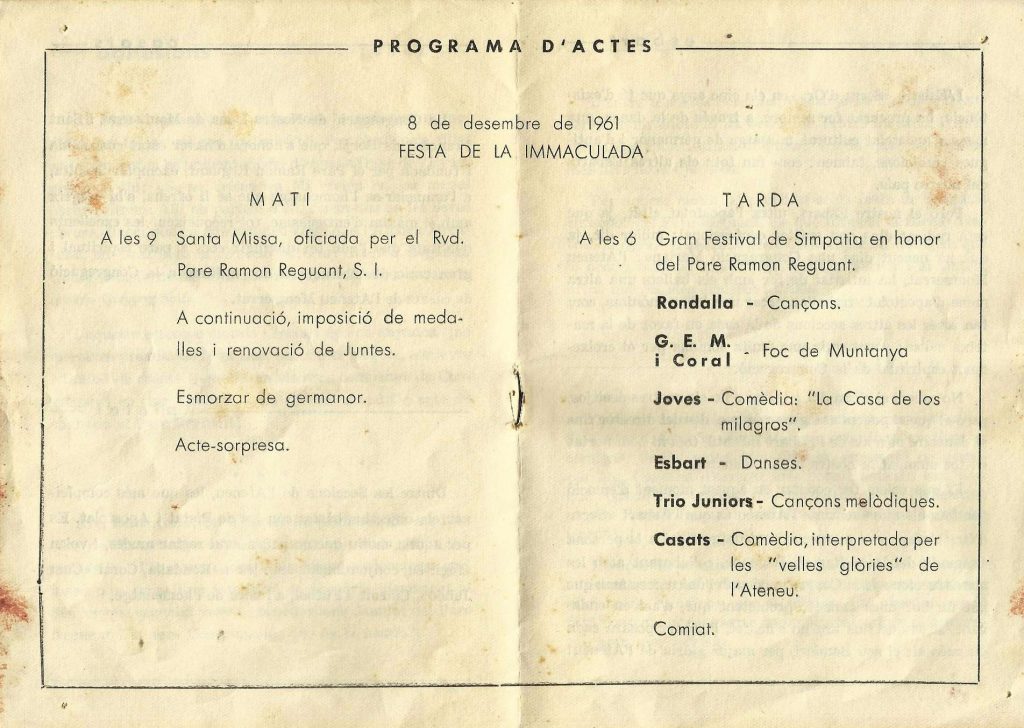 PROGRAMA D'ACTES
8 de desembre de 1961
FESTA DE LA IMMACULADA
MATI
A les 9 Santa Missa, oficiada per el Rvd.
Pare Ramon Reguant, S. I.
A continuació, imposició de meda-
lles i renovació de Juntes.
Esmorzar de germanor.
Acte-sorpresa.
TARDA
A les 6 Gran Festival de Simpatia en honor
del Pare Ramon Reguant.
Rondalla - Cançons.
G. E. M.
i Coral - Foc de Muntanya
Joves - Comèdia: "La Casa de los
milagros".
Esbart - Danses.
Trio Juniors - Cançons melòdiques.
Casats - Comèdia, interpretada per
les "velles glòries" de
l'Ateneu.
Comiat.